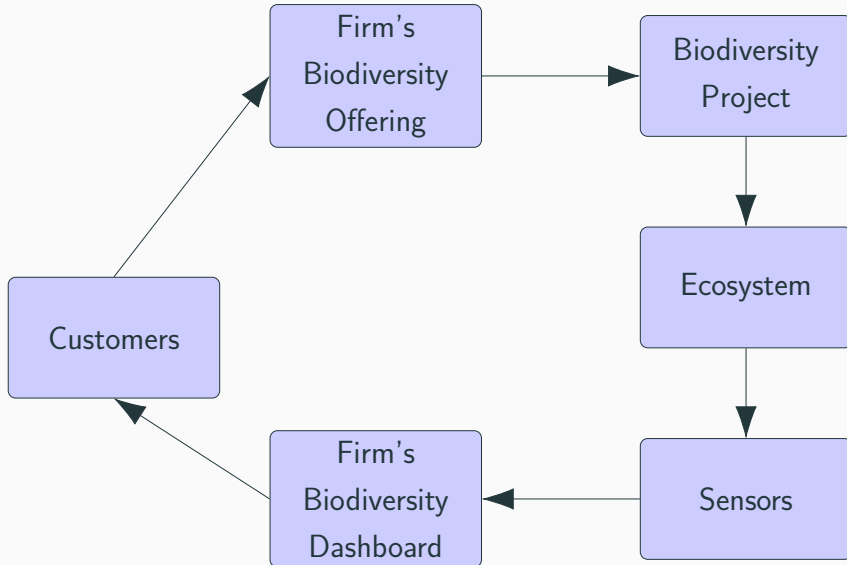 Firm's
Biodiversity
Offering
Biodiversity
Project
Ecosystem
Customers
Firm's
Biodiversity
Dashboard
Sensors